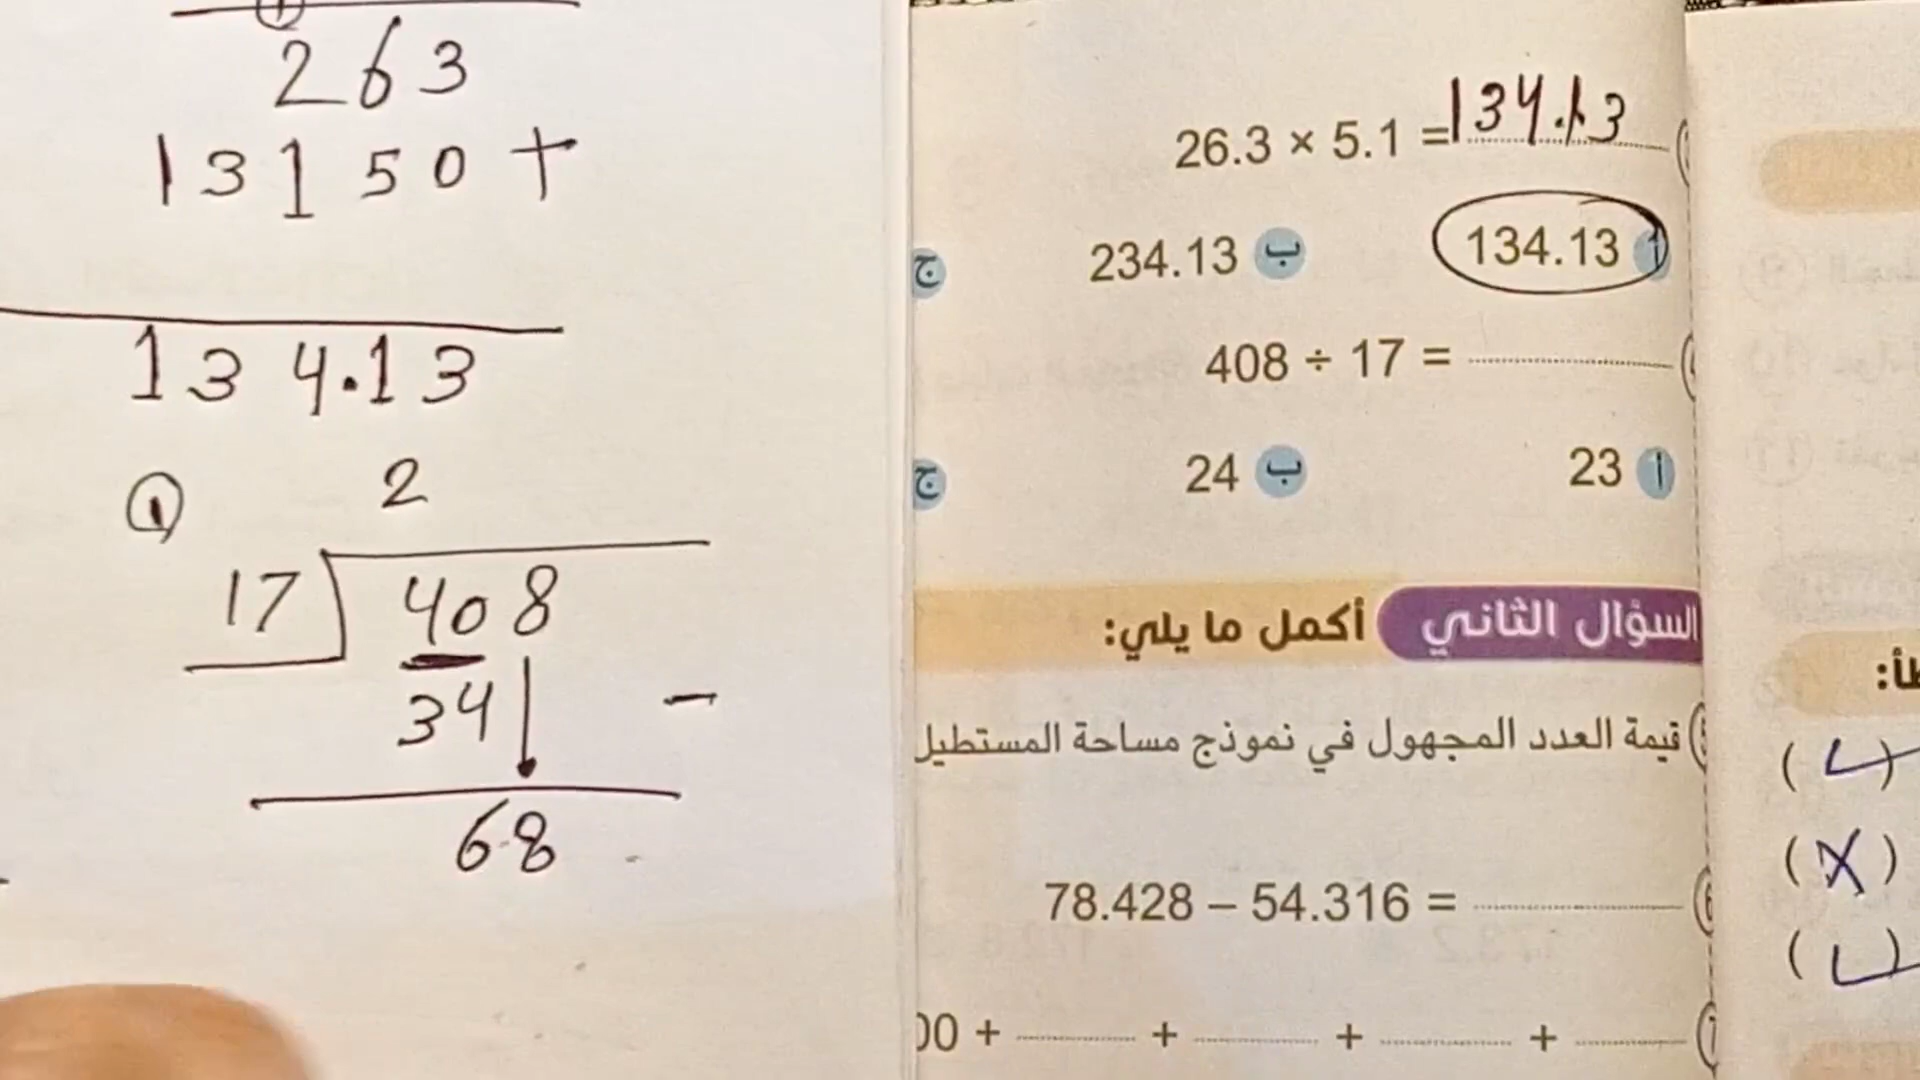 263
13150 +
134.13
2
17 408
34 -
68
26.3 × 5.1 = 134.13
أ 134.13 ب 234.13 ج
408 ÷ 17 =
أ 23 ب 24 ج
السؤال الثاني أكمل ما يلي:
قيمة العدد المجهول في نموذج مساحة المستطيل
78.428 – 54.316 =
00 + + + +